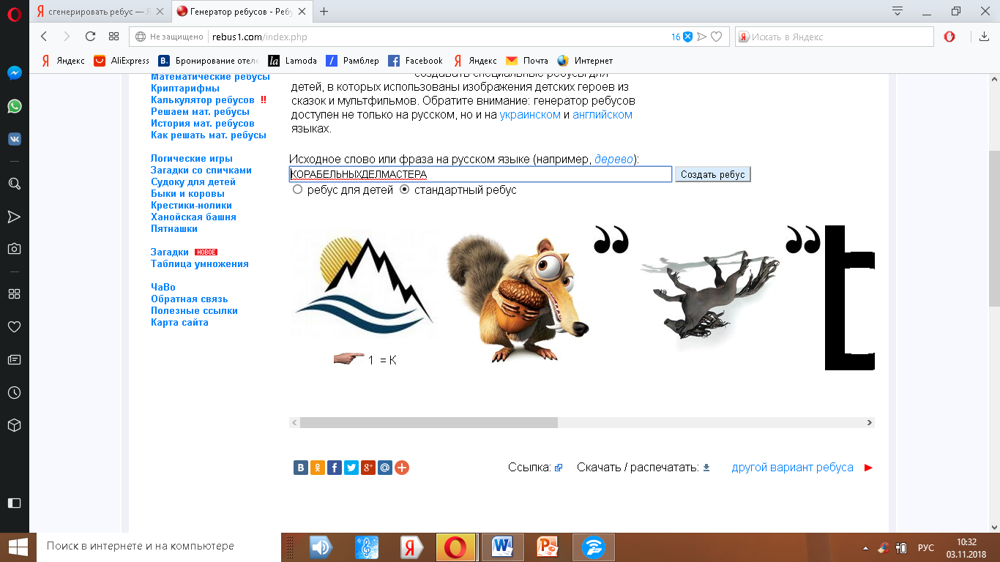 сгенерировать ребус —
Генератор ребусов - Ребу
Не защищено
rebus1.com/index.php
16
Искать в Яндекс
Яндекс
AliExpress
Бронирование отеле
Lamoda
Рамблер
Facebook
Яндекс
Почта
Интернет
Математические ребусы
Криптарифмы
Калькулятор ребусов !!
Решаем мат. ребусы
История мат. ребусов
Как решать мат. ребусы
Логические игры
Загадки со спичками
Судоку для детей
Быки и коровы
Крестики-нолики
Ханойская башня
Пятнашки
Загадки НОВОЕ
Таблица умножения
ЧаВо
Обратная связь
Полезные ссылки
Карта сайта
создавать специальные ребусы для
детей, в которых использованы изображения детских героев из
сказок и мультфильмов. Обратите внимание: генератор ребусов
доступен не только на русском, но и на украинском и английском
языках.
Исходное слово или фраза на русском языке (например, дерево):
КОРАБЕЛЬНЫХДЕЛМАСТЕРА
Создать ребус
ребус для детей
стандартный ребус
,,
,,
1 = К
Ссылка:
Скачать / распечатать:
другой вариант ребуса
Поиск в интернете и на компьютере
РУС
10:32
03.11.2018